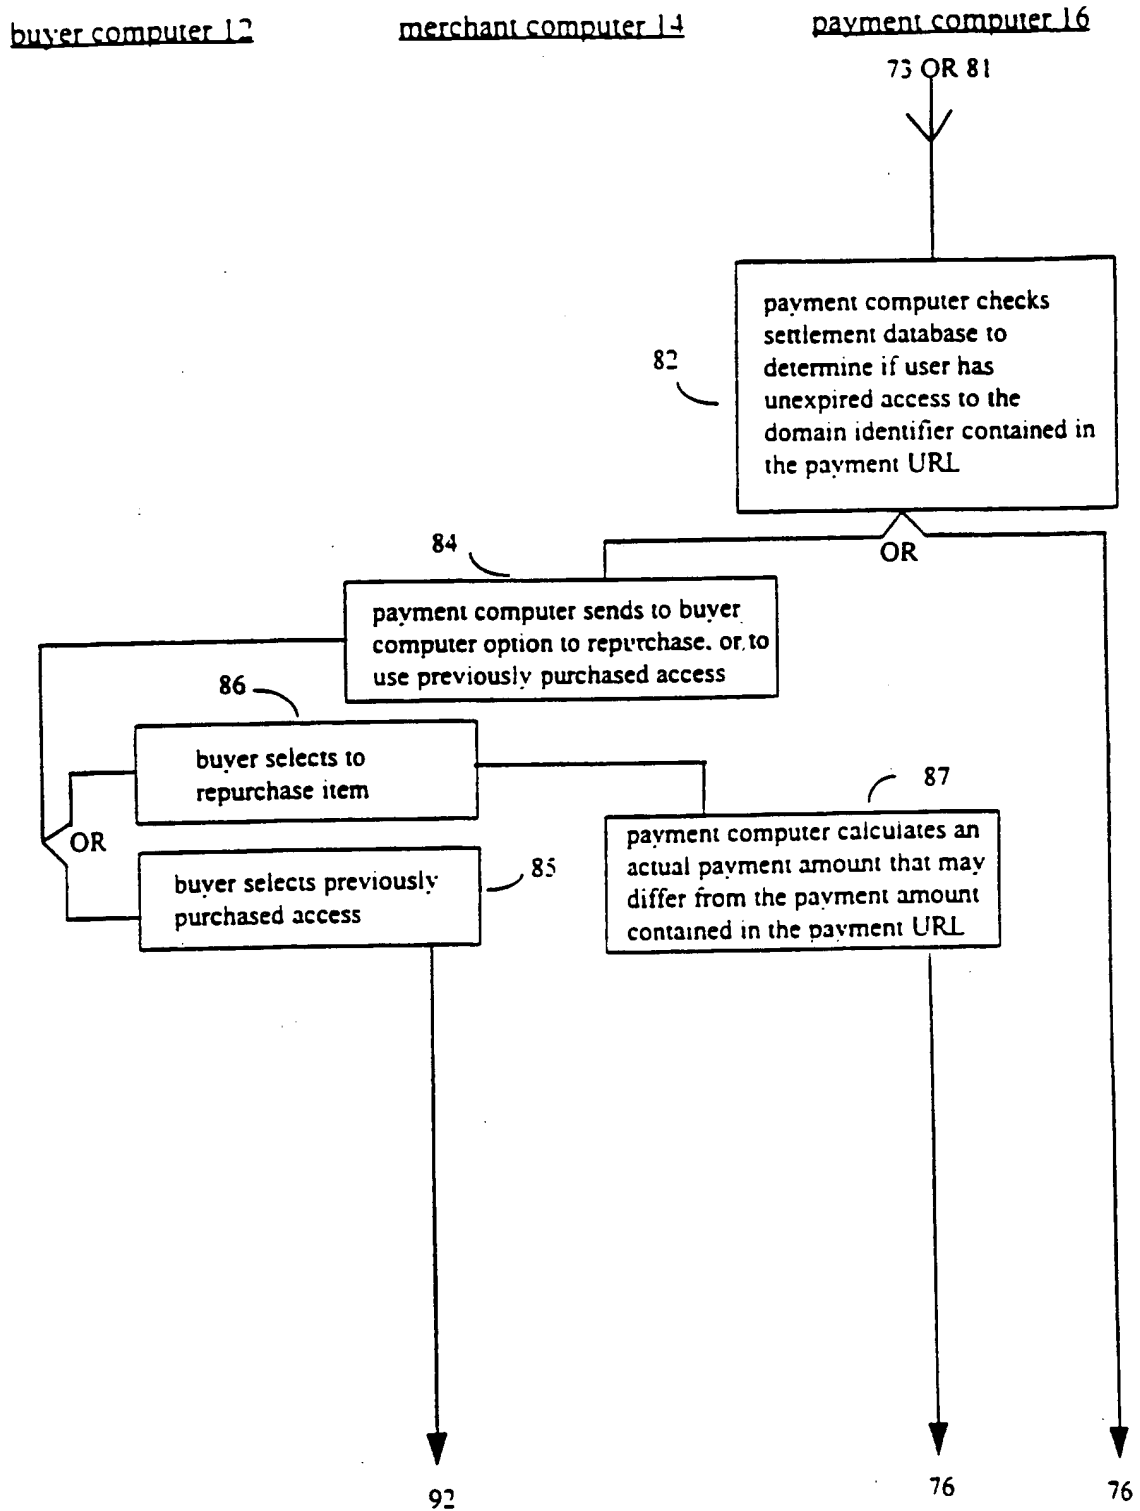 buyer computer 12
merchant computer 14
payment computer 16
73 OR 81
82
payment computer checks
settlement database to
determine if user has
unexpired access to the
domain identifier contained in
the payment URL
OR
84
payment computer sends to buyer
computer option to repurchase, or to
use previously purchased access
86
buyer selects to
repurchase item
87
OR
payment computer calculates an
actual payment amount that may
differ from the payment amount
contained in the payment URL
85
buyer selects previously
purchased access
92
76
76